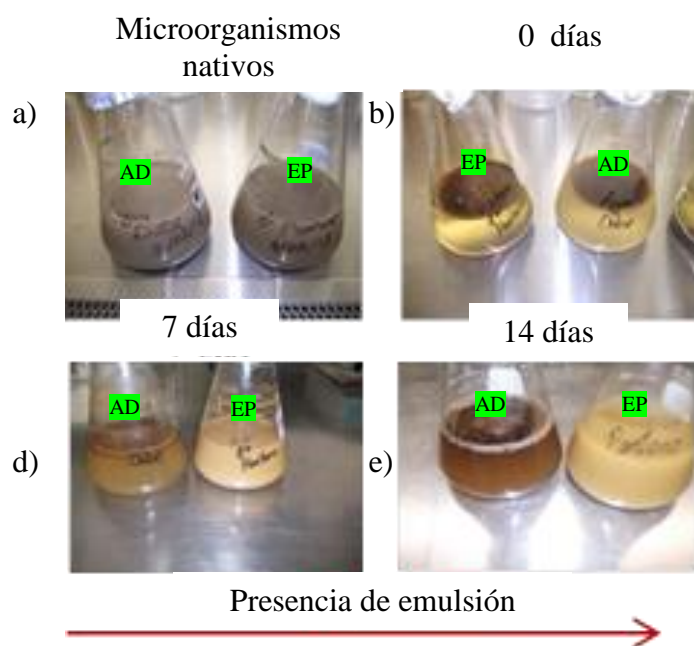 Microorganismos
nativos
0 días
a)
b)
AD
EP
EP
AD
7 días
14 días
d)
e)
AD
EP
AD
EP
Presencia de emulsión